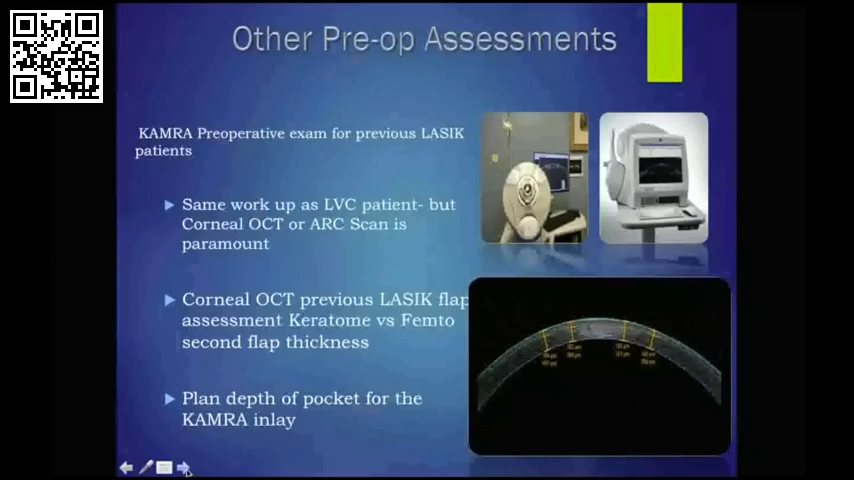 Other Pre-op Assessments
KAMRA Preoperative exam for previous LASIK
patients
Same work up as LVC patient- but
Corneal OCT or ARC Scan is
paramount
Corneal OCT previous LASIK flap
assessment Keratome vs Femto
second flap thickness
Plan depth of pocket for the
KAMRA inlay